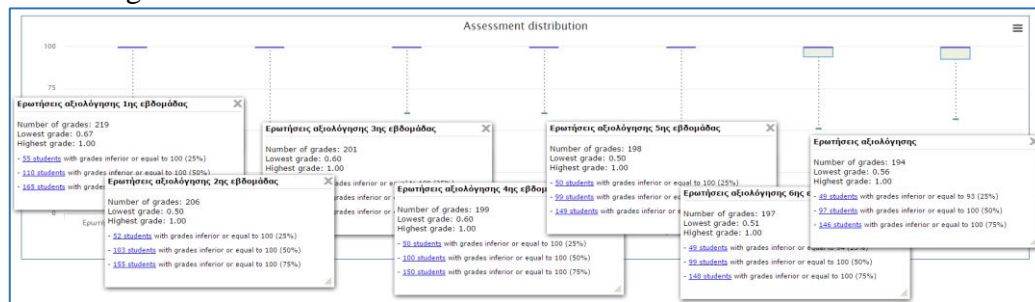 Assessment distribution
100
75
Ερωτήσεις αξιολόγησης 1ης εβδομάδας
Number of grades: 219
Lowest grade: 0.67
Highest grade: 1.00
- 55 students with grades inferior or equal to 100 (25%)
- 110 students with grades inferior or equal to 100 (50%)
- 165 students with grades
Ερωτήσεις αξιολόγησης 2ης εβδομάδας
Number of grades: 206
Lowest grade: 0.50
Highest grade: 1.00
- 52 students with grades inferior or equal to 100 (25%)
- 103 students with grades inferior or equal to 100 (50%)
- 155 students with grades inferior or equal to 100 (75%)
Ερωτήσεις αξιολόγησης 3ης εβδομάδας
Number of grades: 201
Lowest grade: 0.60
Highest grade: 1.00
inferior or equal to 100 (25%)
Ερωτήσεις αξιολόγησης 4ης
Number of grades: 199
Lowest grade: 0.60
Highest grade: 1.00
- 50 students with grades inferior or equal to 100 (25%)
- 100 students with grades inferior or equal to 100 (50%)
- 150 students with grades inferior or equal to 100 (75%)
Ερωτήσεις αξιολόγησης 5ης εβδομάδας
Number of grades: 198
Lowest grade: 0.50
Highest grade: 1.00
- 50 students with grades inferior or equal to 100 (25%)
- 99 students with grades
- 149 students with grades
Ερωτήσεις αξιολόγησης 6ης
Number of grades: 197
Lowest grade: 0.51
Highest grade: 1.00
- 49 students with grades inferior or equal to 94 (25%)
- 99 students with grades inferior or equal to 100 (50%)
- 148 students with grades inferior or equal to 100 (75%)
Ερωτήσεις αξιολόγησης
Number of grades: 194
Lowest grade: 0.56
Highest grade: 1.00
- 49 students with grades inferior or equal to 93 (25%)
- 97 students with grades inferior or equal to 100 (50%)
- 146 students with grades inferior or equal to 100 (75%)